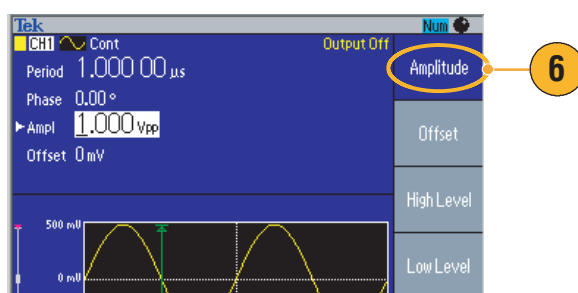 Tek
Num
CH1 Cont
Output Off
Period 1.000 00 µs
Phase 0.00 °
Ampl 1.000 Vpp
Offset 0 mV
Amplitude
6
Offset
High Level
Low Level
500 mV
0 mV